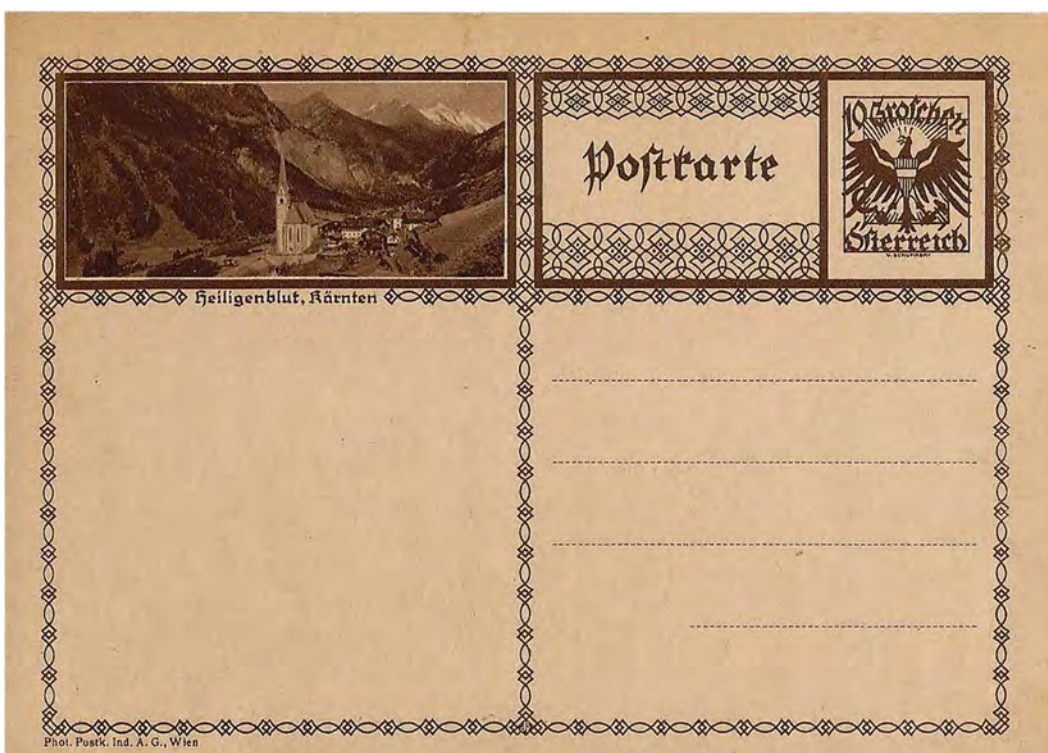 Postkarte
10 Groschen
Österreich
Heiligenblut, Kärnten
Phot. Postk. Ind. A. G., Wien